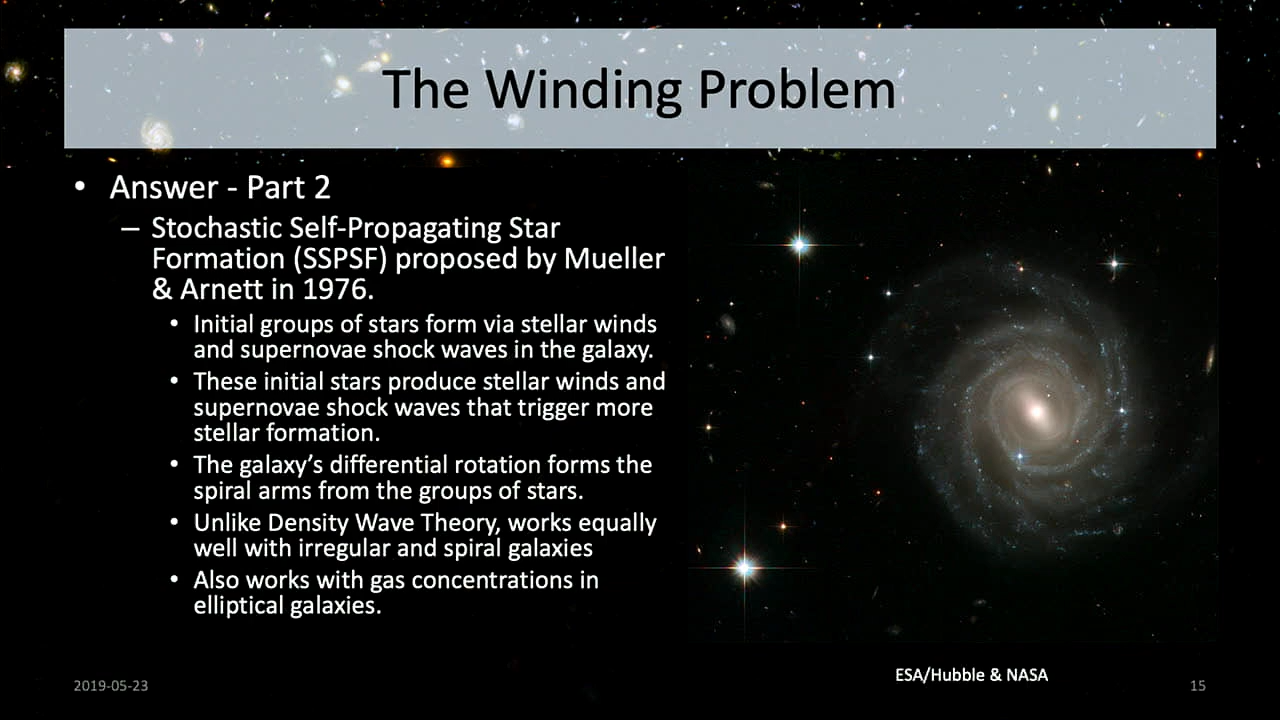 The Winding Problem
• Answer - Part 2
– Stochastic Self-Propagating Star
Formation (SSPSF) proposed by Mueller
& Arnett in 1976.
• Initial groups of stars form via stellar winds
and supernovae shock waves in the galaxy.
• These initial stars produce stellar winds and
supernovae shock waves that trigger more
stellar formation.
• The galaxy’s differential rotation forms the
spiral arms from the groups of stars.
• Unlike Density Wave Theory, works equally
well with irregular and spiral galaxies
• Also works with gas concentrations in
elliptical galaxies.
ESA/Hubble & NASA
2019-05-23
15